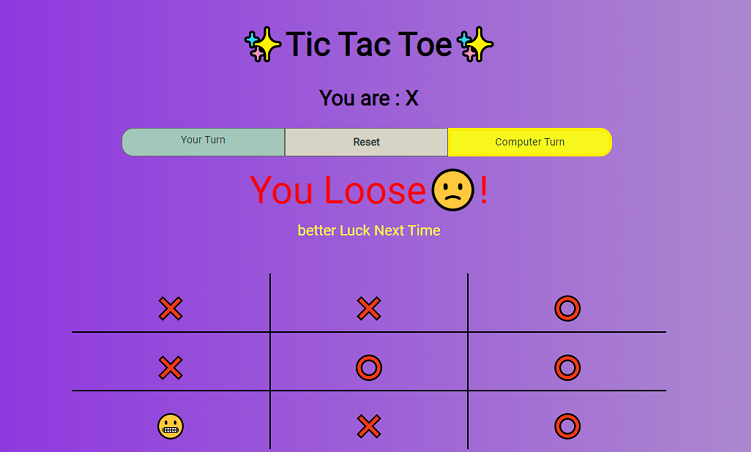 ✨Tic Tac Toe✨
You are : X
Your Turn Reset Computer Turn
You Loose🙁!
better Luck Next Time
❌ ❌ ⭕
❌ ⭕ ⭕
😬 ❌ ⭕